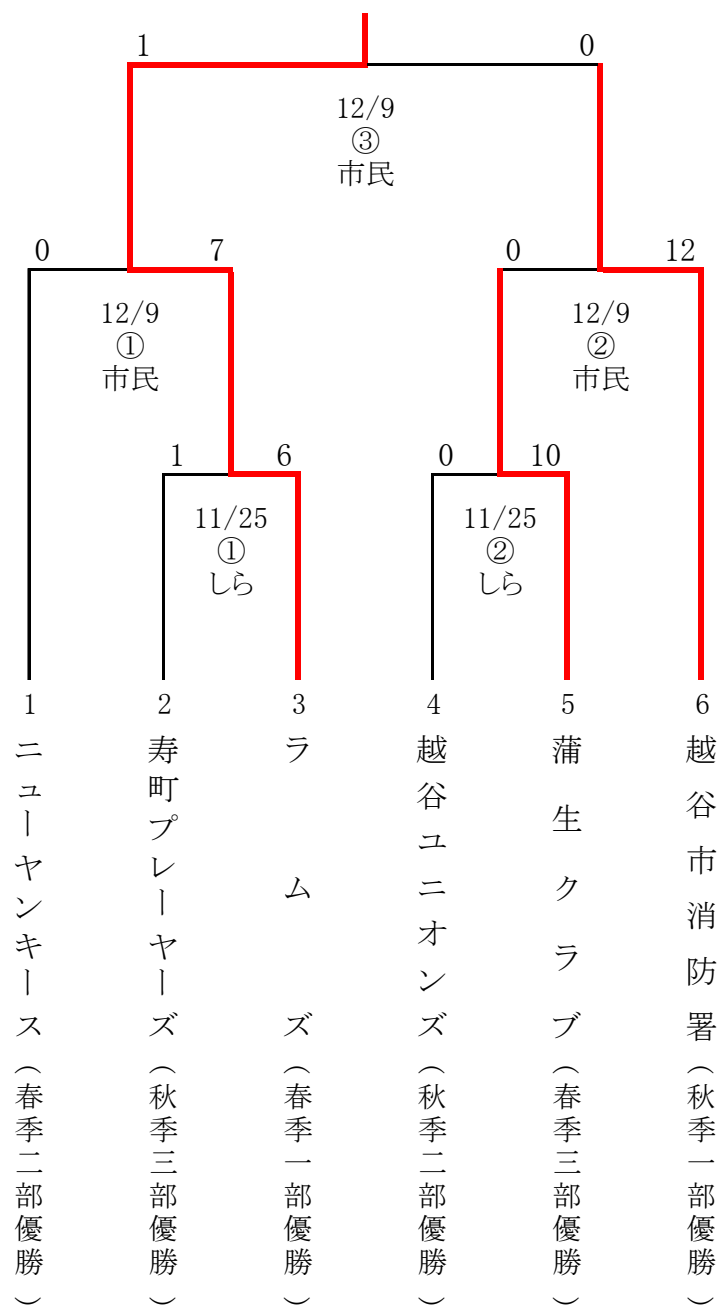 1 0
12/9
③
市民
0 7 0 12
12/9 12/9
① ②
市民 市民
1 6 0 10
11/25 11/25
① ②
しら しら
1 2 3 4 5 6
ニューヤンキース（春季二部優勝）
寿町プレーヤーズ（秋季三部優勝）
ラムズ（春季一部優勝）
越谷ユニオンズ（秋季二部優勝）
蒲生クラブ（春季三部優勝）
越谷市消防署（秋季一部優勝）